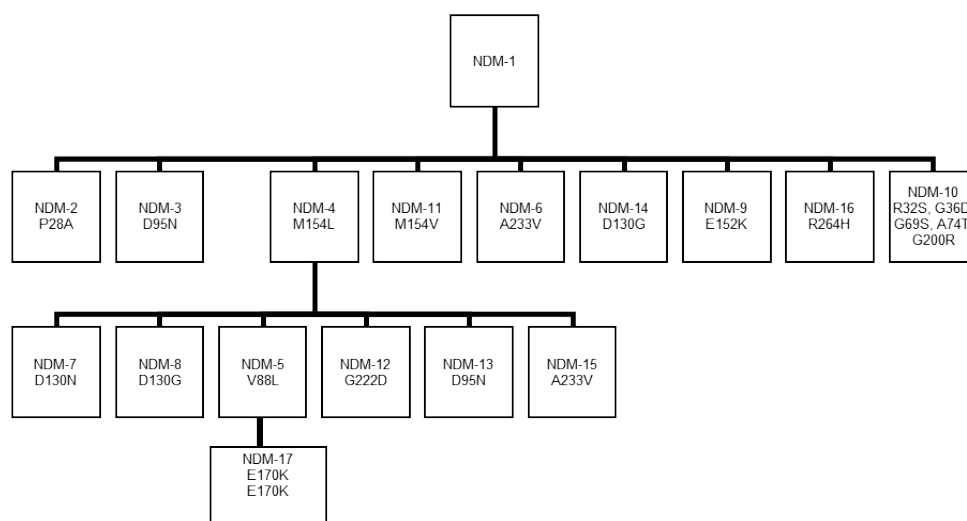 NDM-1
NDM-2
P28A
NDM-3
D95N
NDM-4
M154L
NDM-11
M154V
NDM-6
A233V
NDM-14
D130G
NDM-9
E152K
NDM-16
R264H
NDM-10
R32S, G36D
G69S, A74T
G200R
NDM-7
D130N
NDM-8
D130G
NDM-5
V88L
NDM-12
G222D
NDM-13
D95N
NDM-15
A233V
NDM-17
E170K
E170K